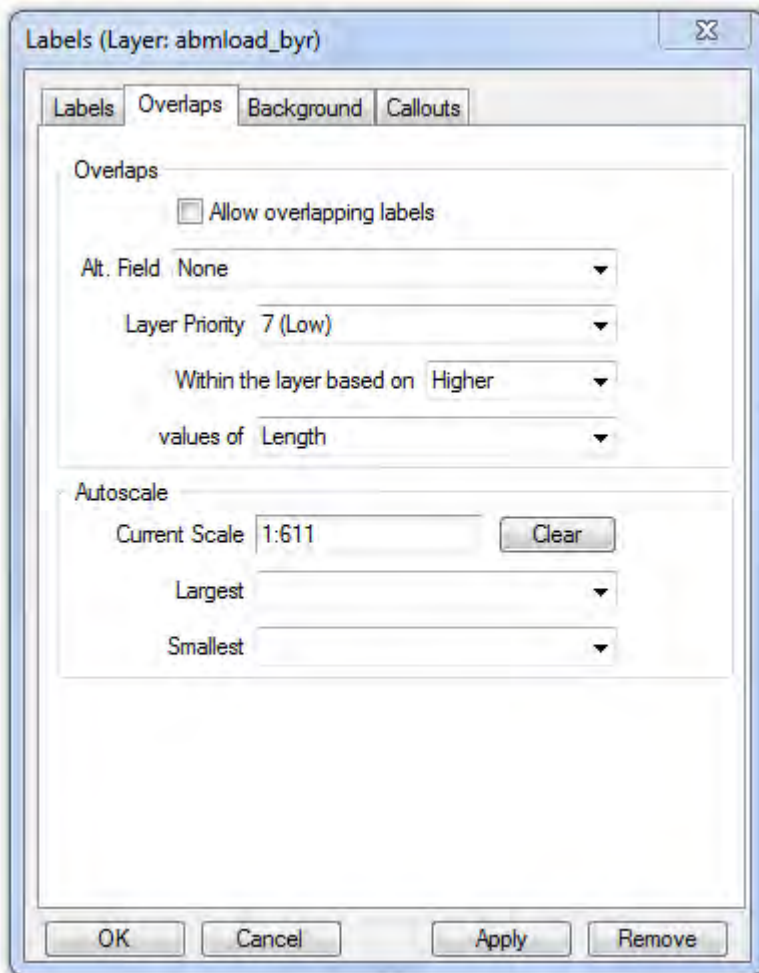 Labels (Layer: abmload_byr)
Labels Overlaps Background Callouts
Overlaps
Allow overlapping labels
Alt. Field None
Layer Priority 7 (Low)
Within the layer based on Higher
values of Length
Autoscale
Current Scale 1:611 Clear
Largest
Smallest
OK Cancel Apply Remove